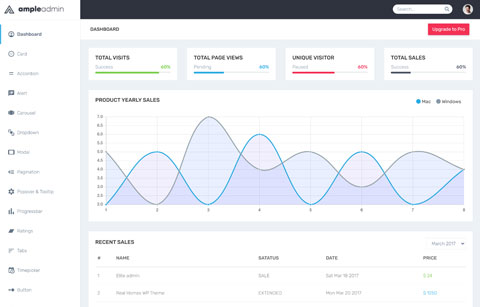 ampleadmin
Search...
Dashboard
DASHBOARD
Upgrade to Pro
Card
Accordion
Alert
Carousel
Dropdown
Modal
Pagination
Popover & Tooltip
Progressbar
Ratings
Tabs
Timepicker
Button
TOTAL VISITS
Success 60%
TOTAL PAGE VIEWS
Pending 60%
UNIQUE VISITOR
Paused 60%
TOTAL SALES
Success 60%
PRODUCT YEARLY SALES
Mac Windows
7.0
6.5
6.0
5.5
5.0
4.5
4.0
3.5
3.0
2.5
2.0
1 2 3 4 5 6 7 8
RECENT SALES
March 2017
# NAME SATATUS DATE PRICE
1 Elite admin SALE Sat Mar 18 2017 $ 24
2 Real Homes WP Theme EXTENDED Mon Mar 20 2017 $ 1250